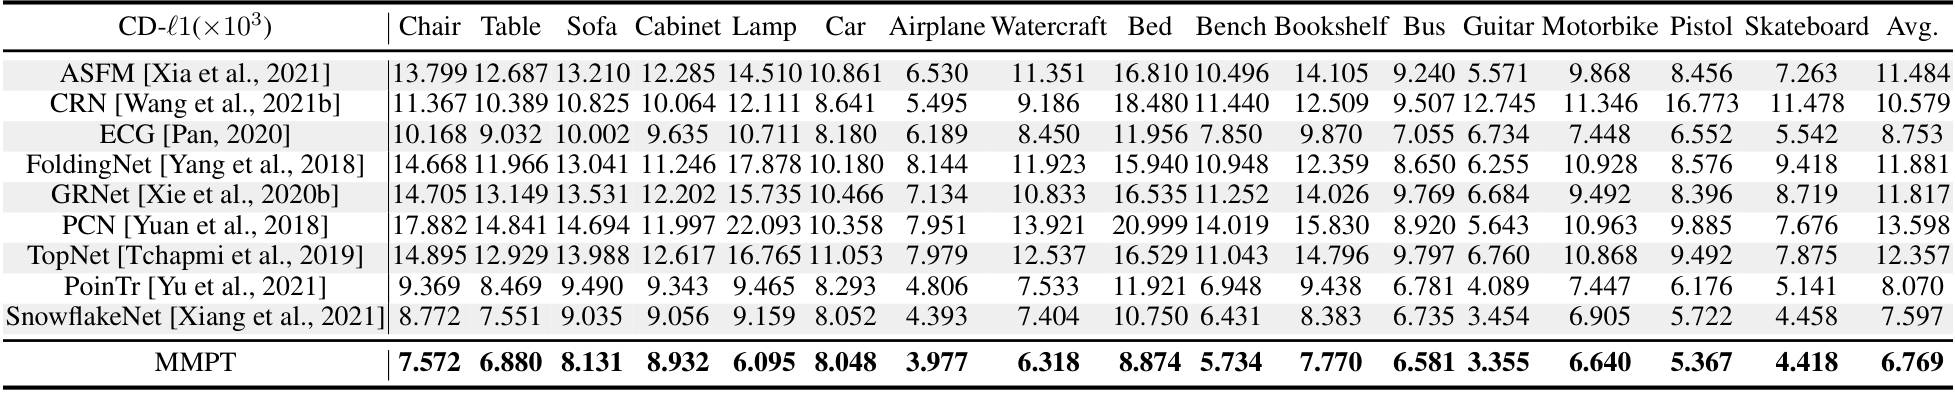 CD-ℓ1(×10³) Chair Table Sofa Cabinet Lamp Car Airplane Watercraft Bed Bench Bookshelf Bus Guitar Motorbike Pistol Skateboard Avg.
ASFM [Xia et al., 2021] 13.799 12.687 13.210 12.285 14.510 10.861 6.530 11.351 16.810 10.496 14.105 9.240 5.571 9.868 8.456 7.263 11.484
CRN [Wang et al., 2021b] 11.367 10.389 10.825 10.064 12.111 8.641 5.495 9.186 18.480 11.440 12.509 9.507 12.745 11.346 16.773 11.478 10.579
ECG [Pan, 2020] 10.168 9.032 10.002 9.635 10.711 8.180 6.189 8.450 11.956 7.850 9.870 7.055 6.734 7.448 6.552 5.542 8.753
FoldingNet [Yang et al., 2018] 14.668 11.966 13.041 11.246 17.878 10.180 8.144 11.923 15.940 10.948 12.359 8.650 6.255 10.928 8.576 9.418 11.881
GRNet [Xie et al., 2020b] 14.705 13.149 13.531 12.202 15.735 10.466 7.134 10.833 16.535 11.252 14.026 9.769 6.684 9.492 8.396 8.719 11.817
PCN [Yuan et al., 2018] 17.882 14.841 14.694 11.997 22.093 10.358 7.951 13.921 20.999 14.019 15.830 8.920 5.643 10.963 9.885 7.676 13.598
TopNet [Tchapmi et al., 2019] 14.895 12.929 13.988 12.617 16.765 11.053 7.979 12.537 16.529 11.043 14.796 9.797 6.760 10.868 9.492 7.875 12.357
PoinTr [Yu et al., 2021] 9.369 8.469 9.490 9.343 9.465 8.293 4.806 7.533 11.921 6.948 9.438 6.781 4.089 7.447 6.176 5.141 8.070
SnowflakeNet [Xiang et al., 2021] 8.772 7.551 9.035 9.056 9.159 8.052 4.393 7.404 10.750 6.431 8.383 6.735 3.454 6.905 5.722 4.458 7.597
MMPT 7.572 6.880 8.131 8.932 6.095 8.048 3.977 6.318 8.874 5.734 7.770 6.581 3.355 6.640 5.367 4.418 6.769